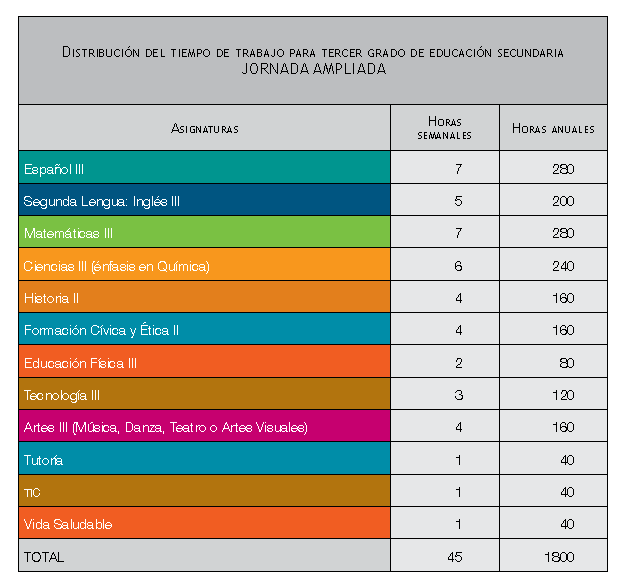 Distribución del tiempo de trabajo para tercer grado de educación secundaria
JORNADA AMPLIADA
Asignaturas Horas semanales Horas anuales
Español III 7 280
Segunda Lengua: Inglés III 5 200
Matemáticas III 7 280
Ciencias III (énfasis en Química) 6 240
Historia II 4 160
Formación Cívica y Ética II 4 160
Educación Física III 2 80
Tecnología III 3 120
Artes III (Música, Danza, Teatro o Artes Visuales) 4 160
Tutoría 1 40
TIC 1 40
Vida Saludable 1 40
TOTAL 45 1800